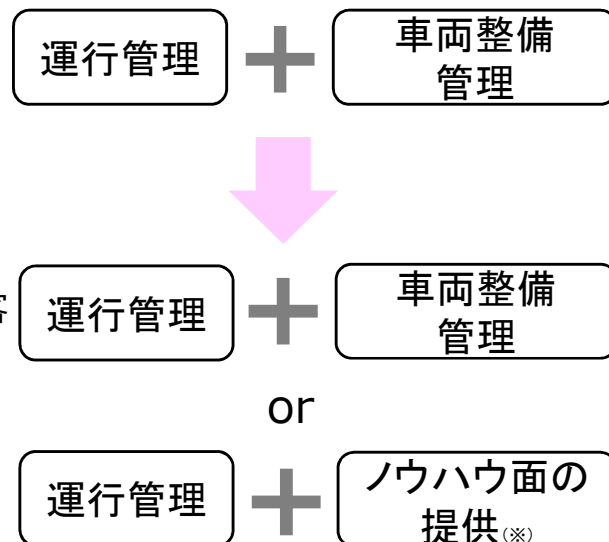 運行管理
車両整備
管理
客
運行管理
車両整備
管理
or
運行管理
ノウハウ面の
提供(※)